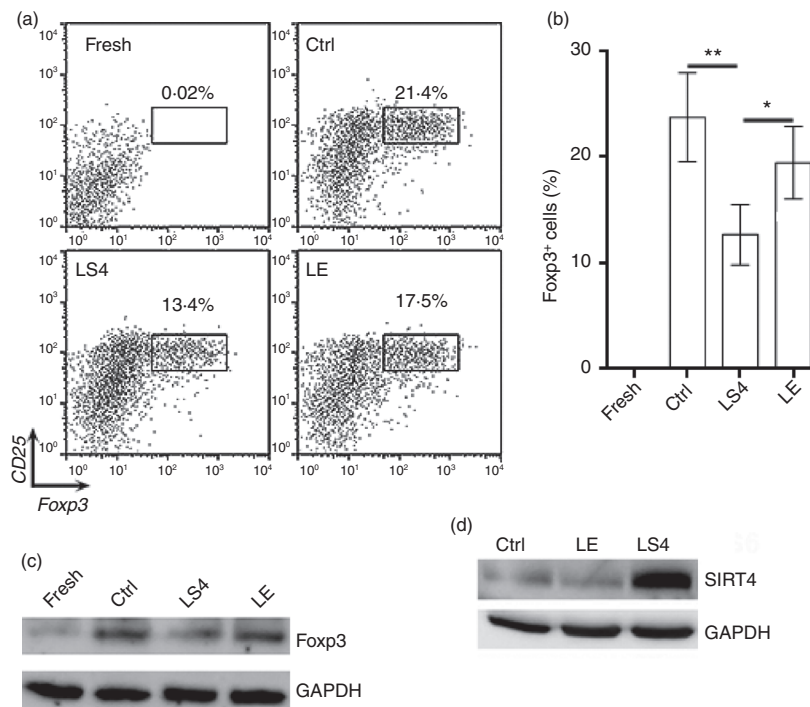 (a)
Fresh
0·02%
10⁴
10³
10²
10¹
10⁰
10⁰ 10¹ 10² 10³ 10⁴
Ctrl
21·4%
10⁴
10³
10²
10¹
10⁰
10⁰ 10¹ 10² 10³ 10⁴
LS4
13·4%
10⁴
10³
10²
10¹
10⁰
10⁰ 10¹ 10² 10³ 10⁴
LE
17·5%
10⁴
10³
10²
10¹
10⁰
10⁰ 10¹ 10² 10³ 10⁴
CD25
Foxp3
(b)
Foxp3⁺ cells (%)
30
20
10
0
**
*
Fresh Ctrl LS4 LE
(c)
Fresh Ctrl LS4 LE
Foxp3
GAPDH
(d)
Ctrl LE LS4
SIRT4
GAPDH